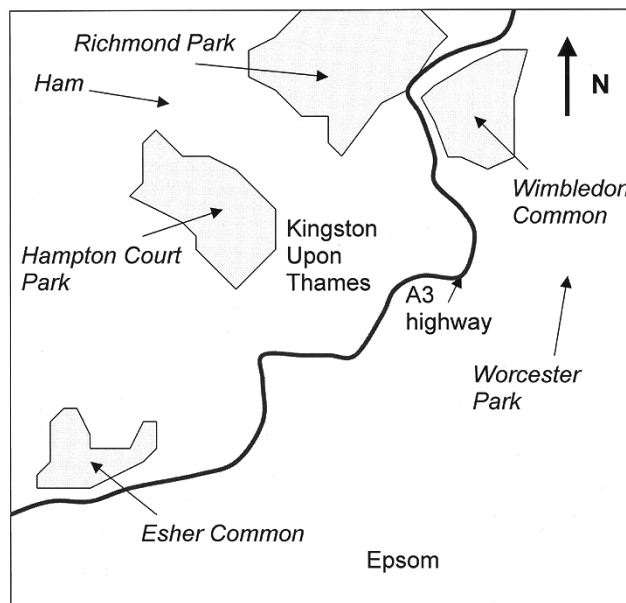 Richmond Park
Ham
N
Wimbledon
Common
Kingston
Upon
Thames
Hampton Court
Park
A3
highway
Worcester
Park
Esher Common
Epsom